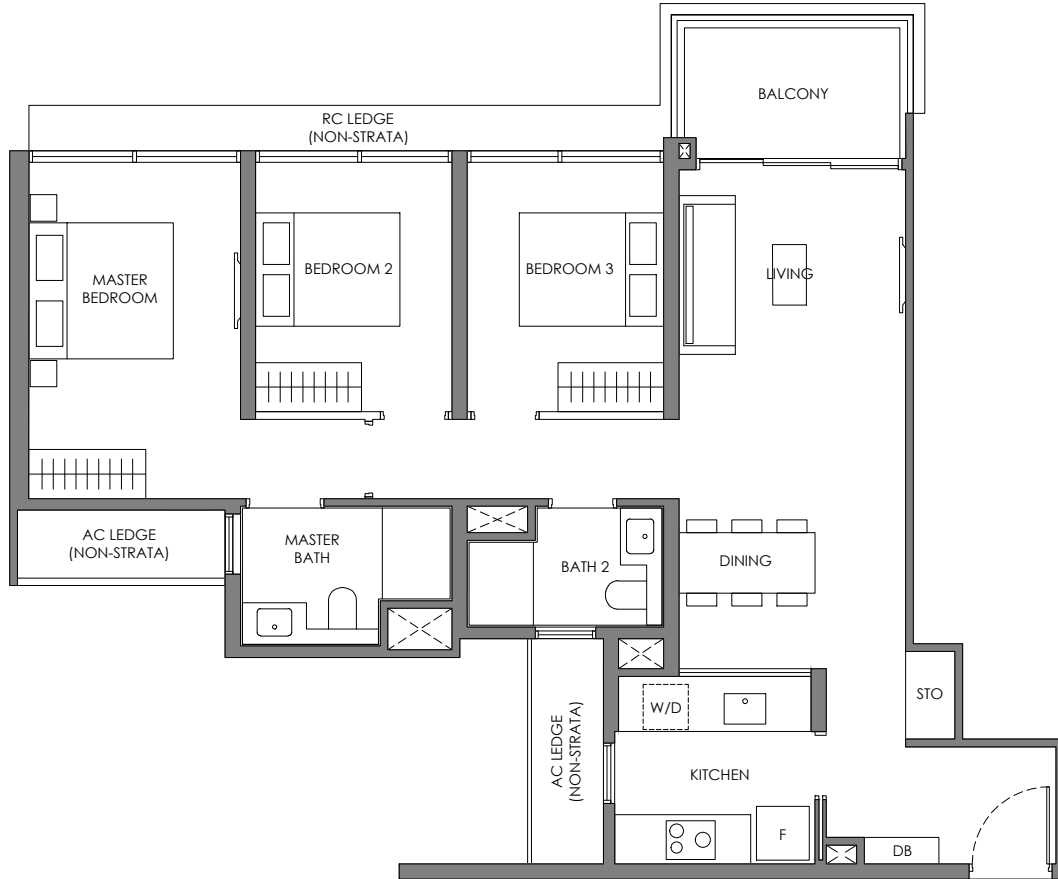 BALCONY
RC LEDGE
(NON-STRATA)
MASTER
BEDROOM
BEDROOM 2
BEDROOM 3
LIVING
AC LEDGE
(NON-STRATA)
MASTER
BATH
BATH 2
DINING
STO
W/D
AC LEDGE
(NON-STRATA)
KITCHEN
F
DB